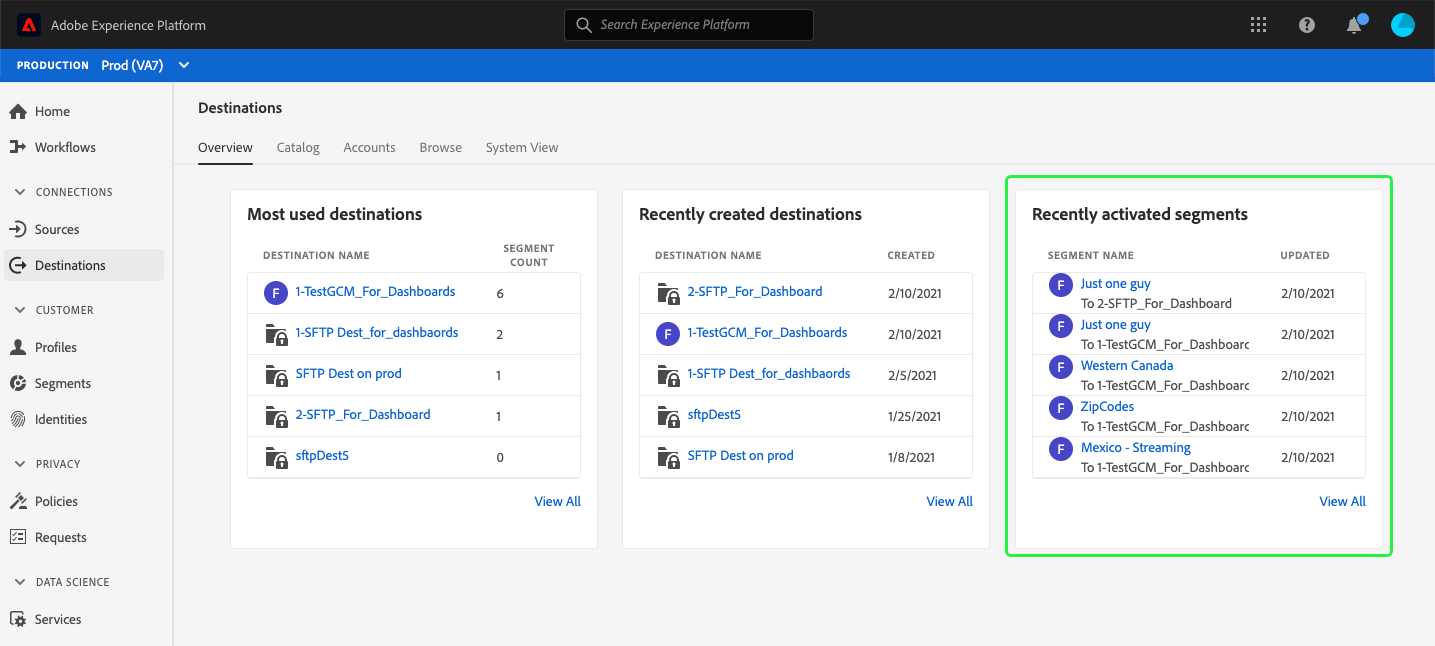 Adobe Experience Platform
Search Experience Platform
PRODUCTION Prod (VA7)
Home
Workflows
CONNECTIONS
Sources
Destinations
CUSTOMER
Profiles
Segments
Identities
PRIVACY
Policies
Requests
DATA SCIENCE
Services
Destinations
Overview Catalog Accounts Browse System View
Most used destinations
DESTINATION NAME SEGMENT
COUNT
F 1-TestGCM_For_Dashboards 6
1-SFTP Dest_for_dashbaords 2
SFTP Dest on prod 1
2-SFTP_For_Dashboard 1
sftpDest5 0
View All
Recently created destinations
DESTINATION NAME CREATED
2-SFTP_For_Dashboard 2/10/2021
F 1-TestGCM_For_Dashboards 2/10/2021
1-SFTP Dest_for_dashbaords 2/5/2021
sftpDest5 1/25/2021
SFTP Dest on prod 1/8/2021
View All
Recently activated segments
SEGMENT NAME UPDATED
F Just one guy
To 2-SFTP_For_Dashboard 2/10/2021
F Just one guy
To 1-TestGCM_For_Dashboarc 2/10/2021
F Western Canada
To 1-TestGCM_For_Dashboarc 2/10/2021
F ZipCodes
To 1-TestGCM_For_Dashboarc 2/10/2021
F Mexico - Streaming
To 1-TestGCM_For_Dashboarc 2/10/2021
View All